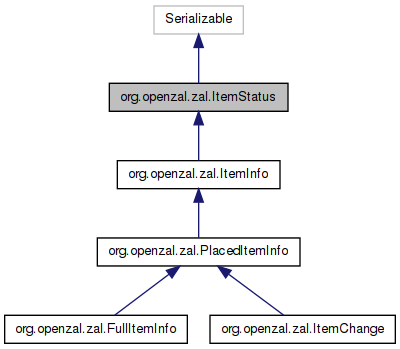 Serializable
org.openzal.zal.ItemStatus
org.openzal.zal.ItemInfo
org.openzal.zal.PlacedItemInfo
org.openzal.zal.FullItemInfo
org.openzal.zal.ItemChange